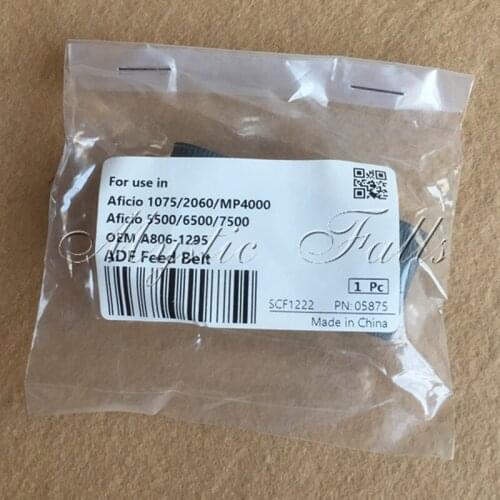 For use in
Aficio 1075/2060/MP4000
Aficio 5500/6500/7500
OEM A806-1295
ADF Feed Belt
1 Pc
SCF1222 PN: 05875
Made in China
Mystic Falls